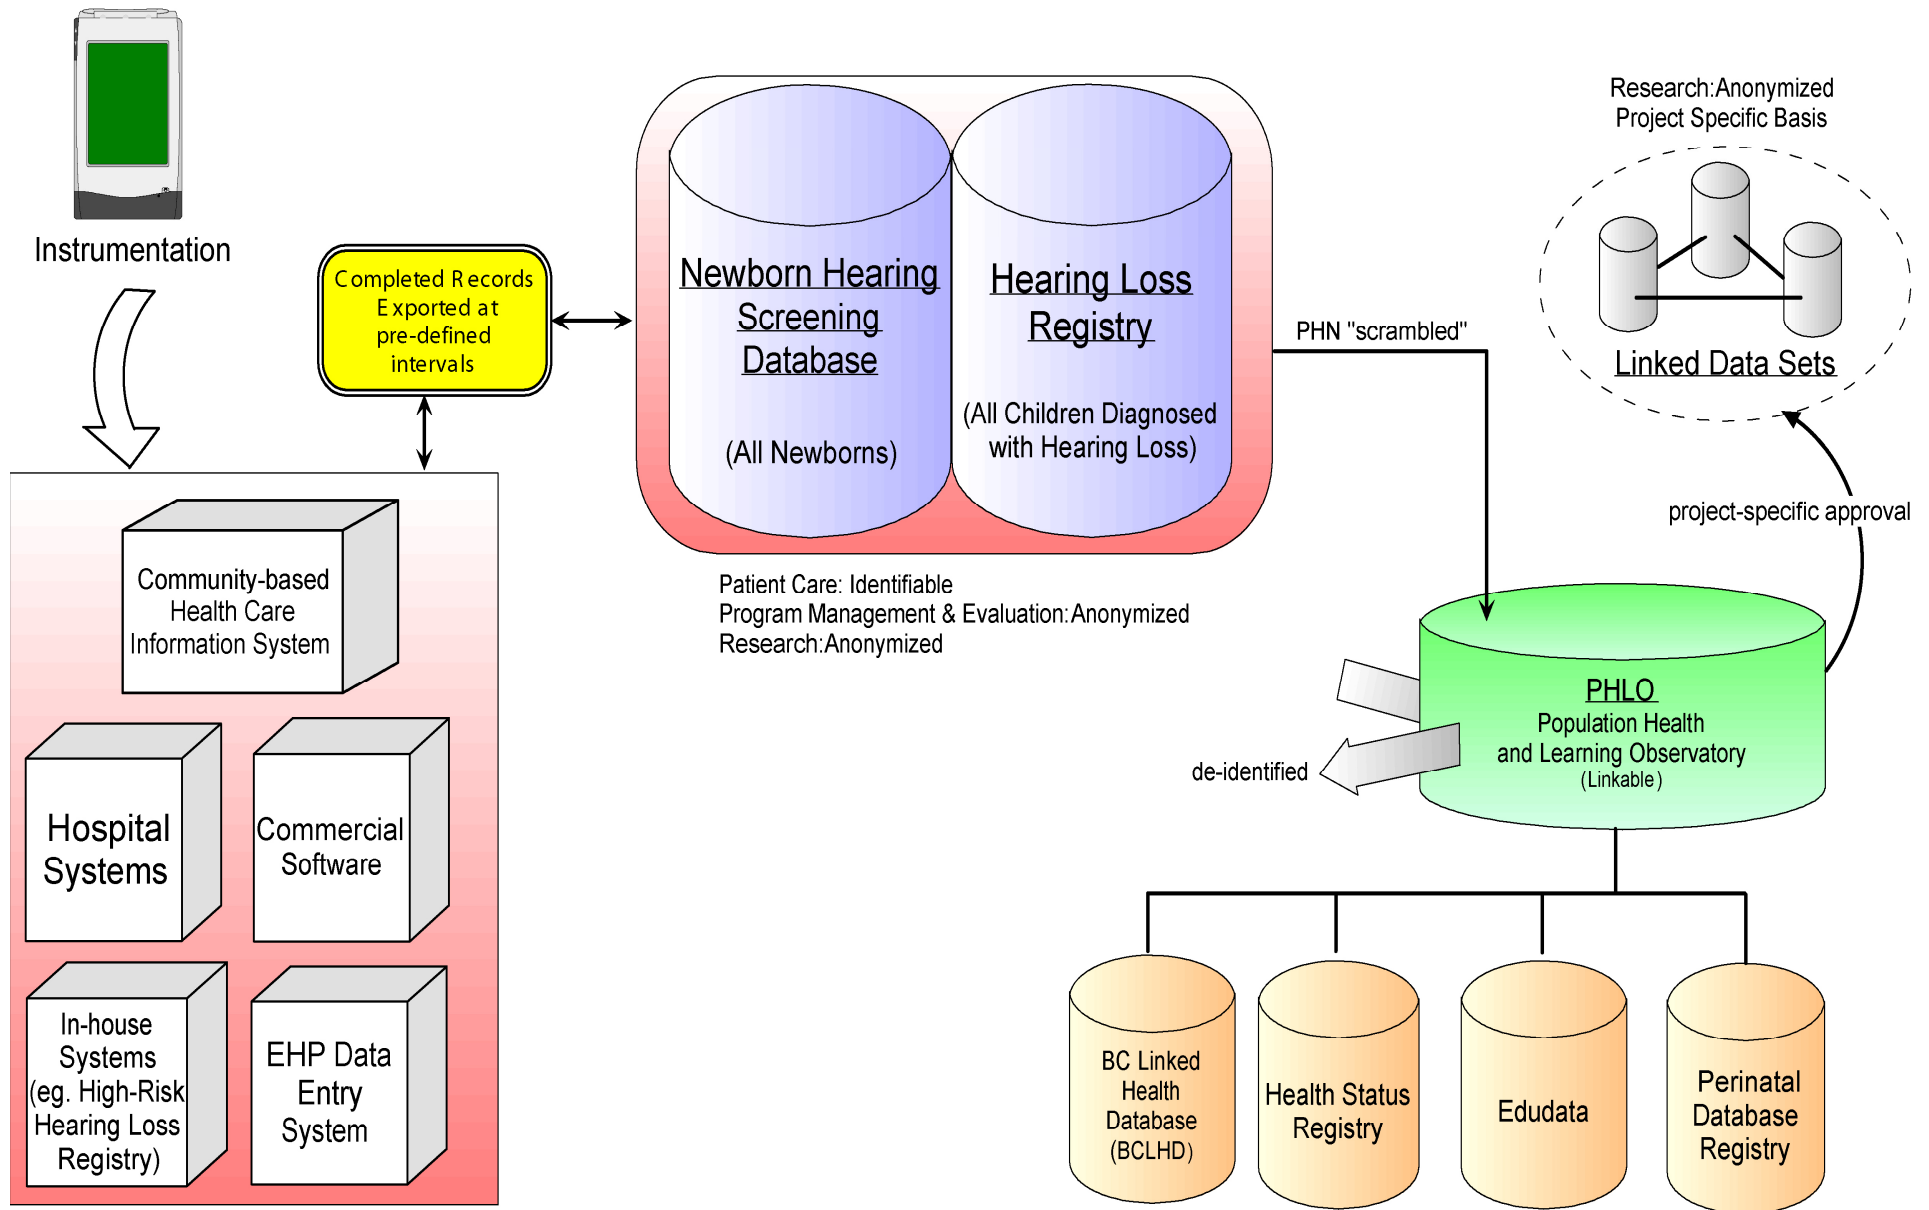 Instrumentation
Completed Records
Exported at
pre-defined
intervals
Community-based
Health Care
Information System
Hospital
Systems
Commercial
Software
In-house
Systems
(eg. High-Risk
Hearing Loss
Registry)
EHP Data
Entry
System
Newborn Hearing
Screening
Database
(All Newborns)
Hearing Loss
Registry
(All Children Diagnosed
with Hearing Loss)
Patient Care: Identifiable
Program Management & Evaluation:Anonymized
Research:Anonymized
PHN "scrambled"
Research:Anonymized
Project Specific Basis
Linked Data Sets
project-specific approval
PHLO
Population Health
and Learning Observatory
(Linkable)
de-identified
BC Linked
Health
Database
(BCLHD)
Health Status
Registry
Edudata
Perinatal
Database
Registry